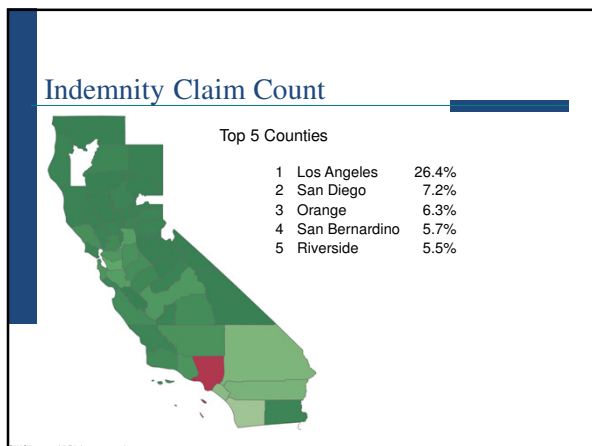 Indemnity Claim Count
Top 5 Counties
1 Los Angeles 26.4%
2 San Diego 7.2%
3 Orange 6.3%
4 San Bernardino 5.7%
5 Riverside 5.5%